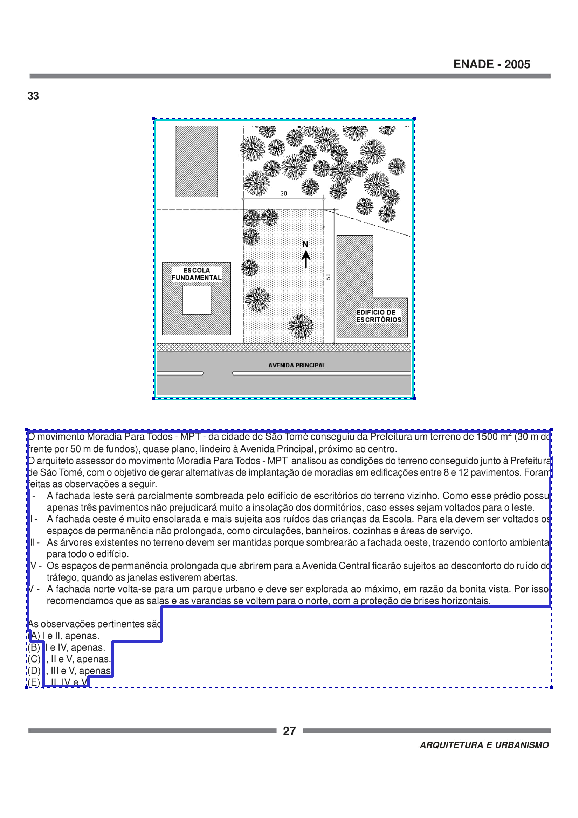 ENADE - 2005
33
30
N
ESCOLA
FUNDAMENTAL
EDIFÍCIO DE
ESCRITÓRIOS
AVENIDA PRINCIPAL
O movimento Moradia Para Todos - MPT - da cidade de São Tomé conseguiu da Prefeitura um terreno de 1500 m² (30 m de
frente por 50 m de fundos), quase plano, lindeiro à Avenida Principal, próximo ao centro.
O arquiteto assessor do movimento Moradia Para Todos - MPT analisou as condições do terreno conseguido junto à Prefeitura
de São Tomé, com o objetivo de gerar alternativas de implantação de moradias em edificações entre 8 e 12 pavimentos. Foram
feitas as observações a seguir.
I - A fachada leste será parcialmente sombreada pelo edifício de escritórios do terreno vizinho. Como esse prédio possui
apenas três pavimentos não prejudicará muito a insolação dos dormitórios, caso esses sejam voltados para o leste.
II - A fachada oeste é muito ensolarada e mais sujeita aos ruídos das crianças da Escola. Para ela devem ser voltados os
espaços de permanência não prolongada, como circulações, banheiros, cozinhas e áreas de serviço.
III - As árvores existentes no terreno devem ser mantidas porque sombrearão a fachada oeste, trazendo conforto ambiental
para todo o edifício.
IV - Os espaços de permanência prolongada que abrirem para a Avenida Central ficarão sujeitos ao desconforto do ruído do
tráfego, quando as janelas estiverem abertas.
V - A fachada norte volta-se para um parque urbano e deve ser explorada ao máximo, em razão da bonita vista. Por isso
recomendamos que as salas e as varandas se voltem para o norte, com a proteção de brises horizontais.
As observações pertinentes são
(A) I e II, apenas.
(B) II e IV, apenas.
(C) I, II e V, apenas.
(D) I, III e V, apenas.
(E) I, II, IV e V.
27
ARQUITETURA E URBANISMO